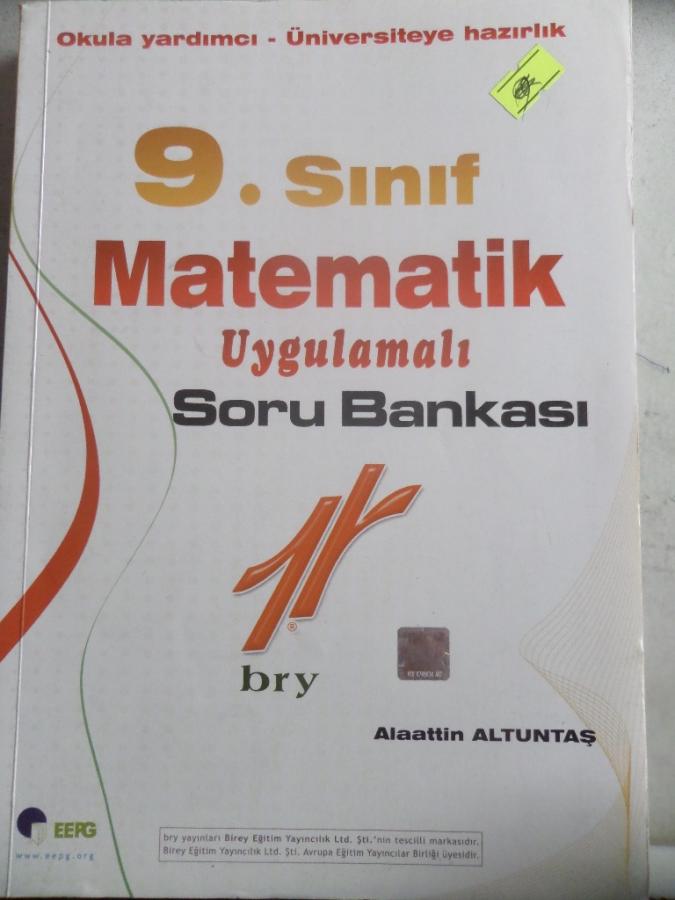 Okula yardımcı - Üniversiteye hazırlık
9. Sınıf
Matematik
Uygulamalı
Soru Bankası
®
bry
Alaattin ALTUNTAŞ
EEPG
www.eepg.org
bry yayınları Birey Eğitim Yayıncılık Ltd. Şti.'nin tescilli markasıdır.
Birey Eğitim Yayıncılık Ltd. Şti. Avrupa Eğitim Yayıncılar Birliği üyesidir.